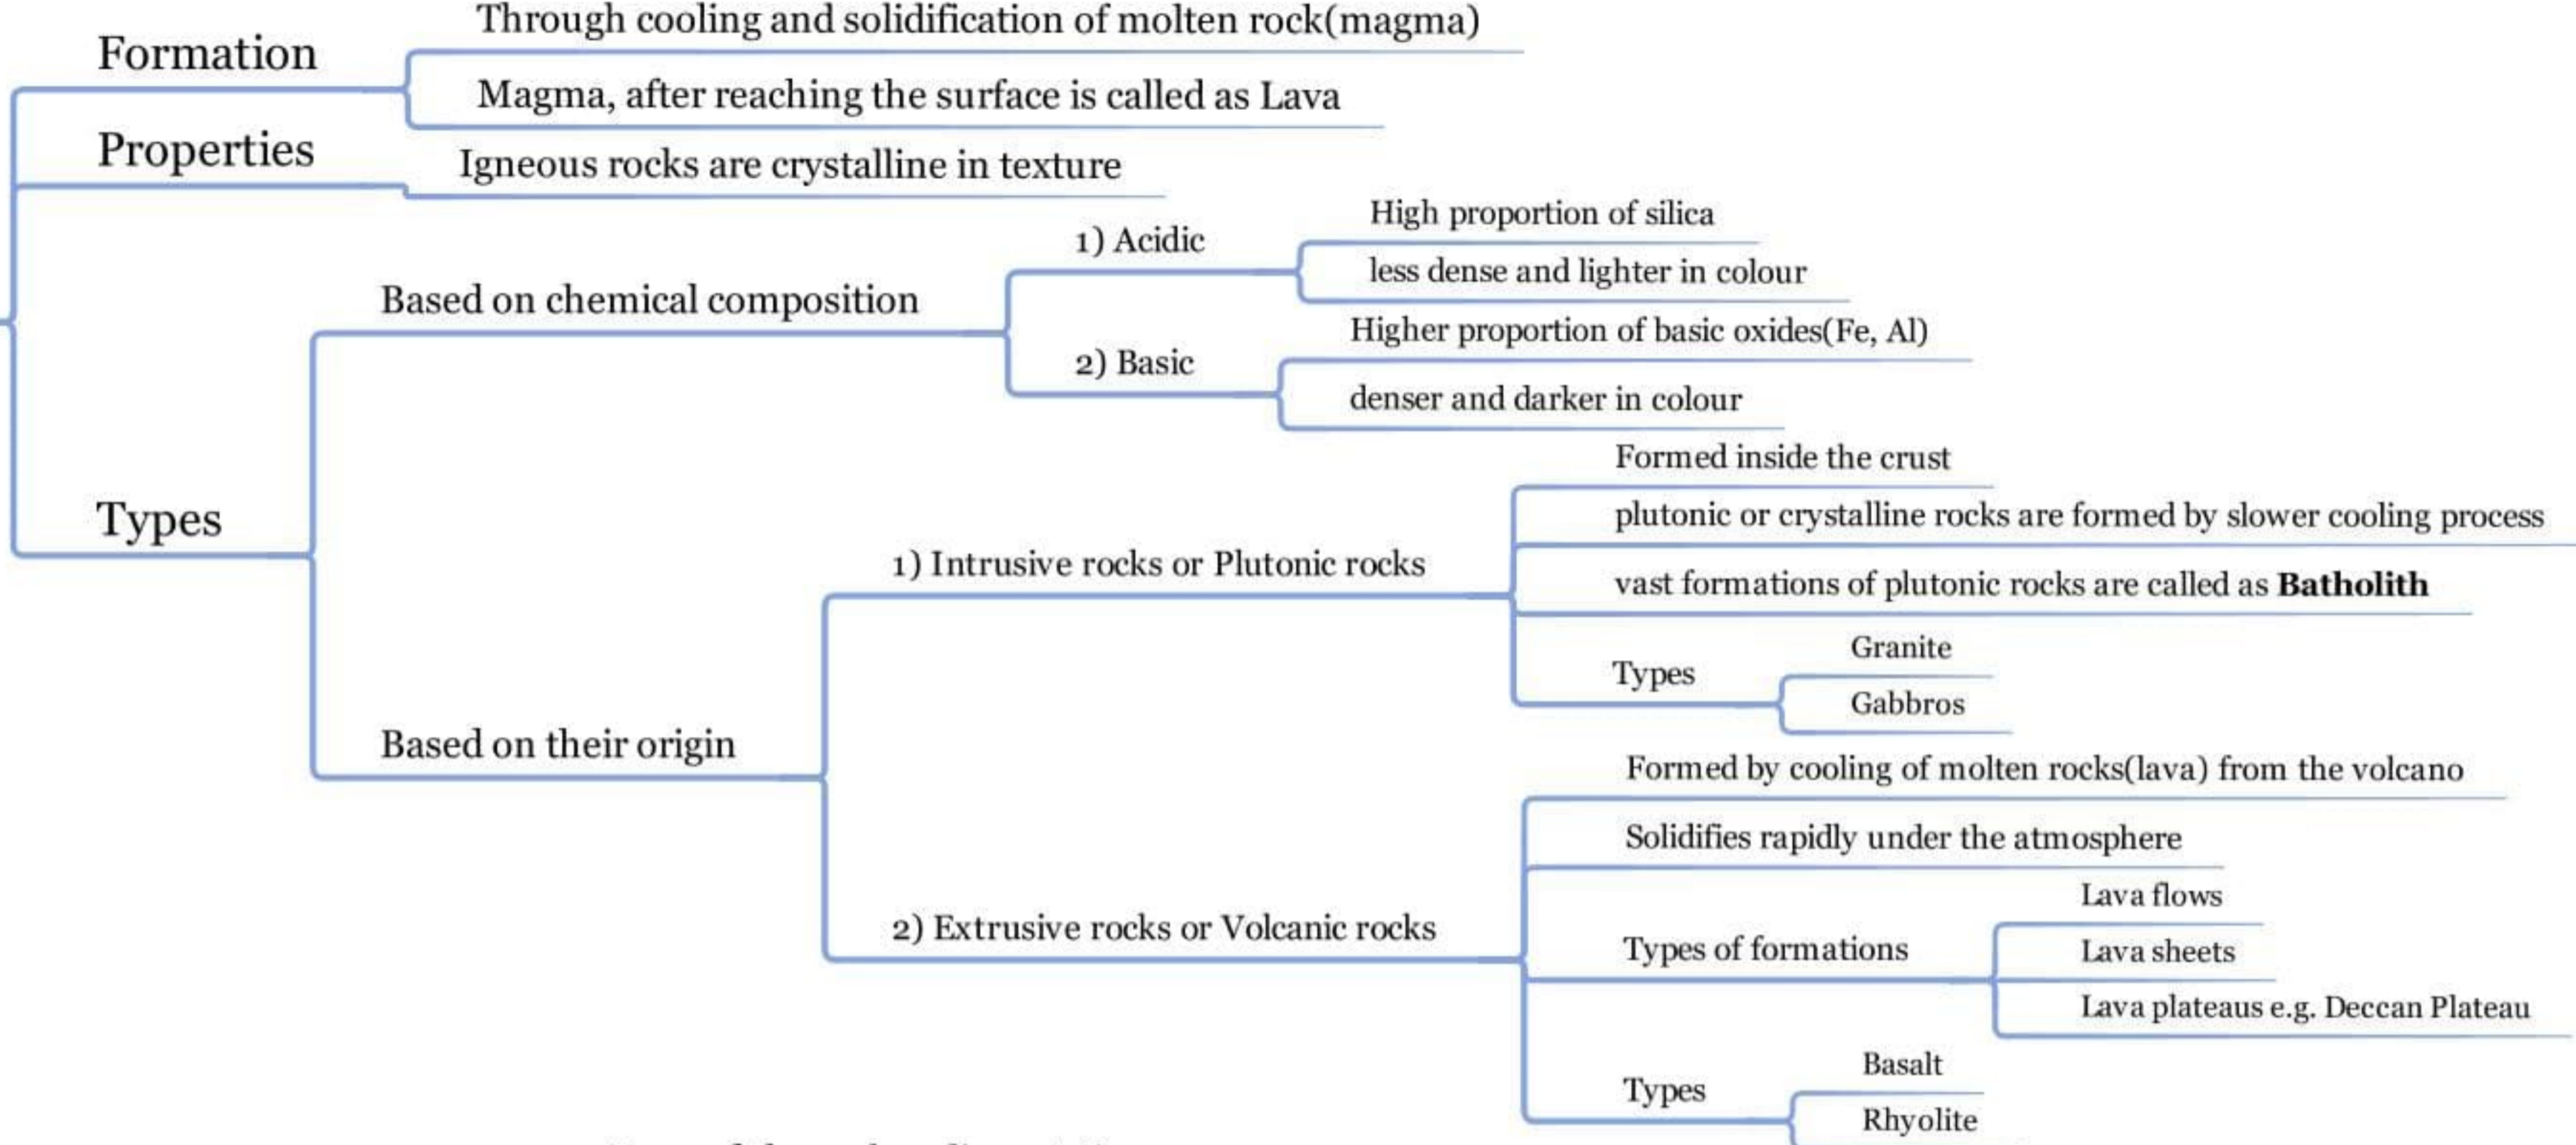 Formation
Through cooling and solidification of molten rock(magma)
Magma, after reaching the surface is called as Lava
Properties
Igneous rocks are crystalline in texture
Types
Based on chemical composition
1) Acidic
High proportion of silica
less dense and lighter in colour
2) Basic
Higher proportion of basic oxides(Fe, Al)
denser and darker in colour
Based on their origin
1) Intrusive rocks or Plutonic rocks
Formed inside the crust
plutonic or crystalline rocks are formed by slower cooling process
vast formations of plutonic rocks are called as Batholith
Types
Granite
Gabbros
2) Extrusive rocks or Volcanic rocks
Formed by cooling of molten rocks(lava) from the volcano
Solidifies rapidly under the atmosphere
Types of formations
Lava flows
Lava sheets
Lava plateaus e.g. Deccan Plateau
Types
Basalt
Rhyolite